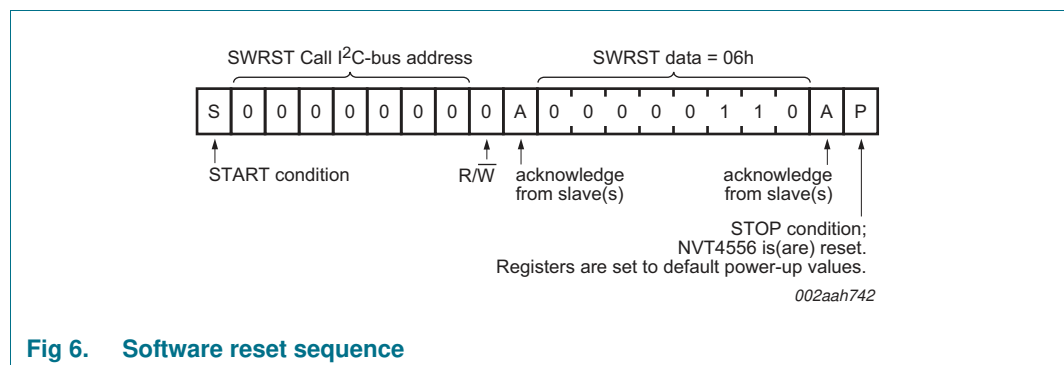 SWRST Call I2C-bus address SWRST data = 06h
S 0 0 0 0 0 0 0 0 A 0 0 0 0 0 1 1 0 A P
START condition R/W acknowledge from slave(s) acknowledge from slave(s)
STOP condition;
NVT4556 is(are) reset.
Registers are set to default power-up values.
002aah742
Fig 6. Software reset sequence